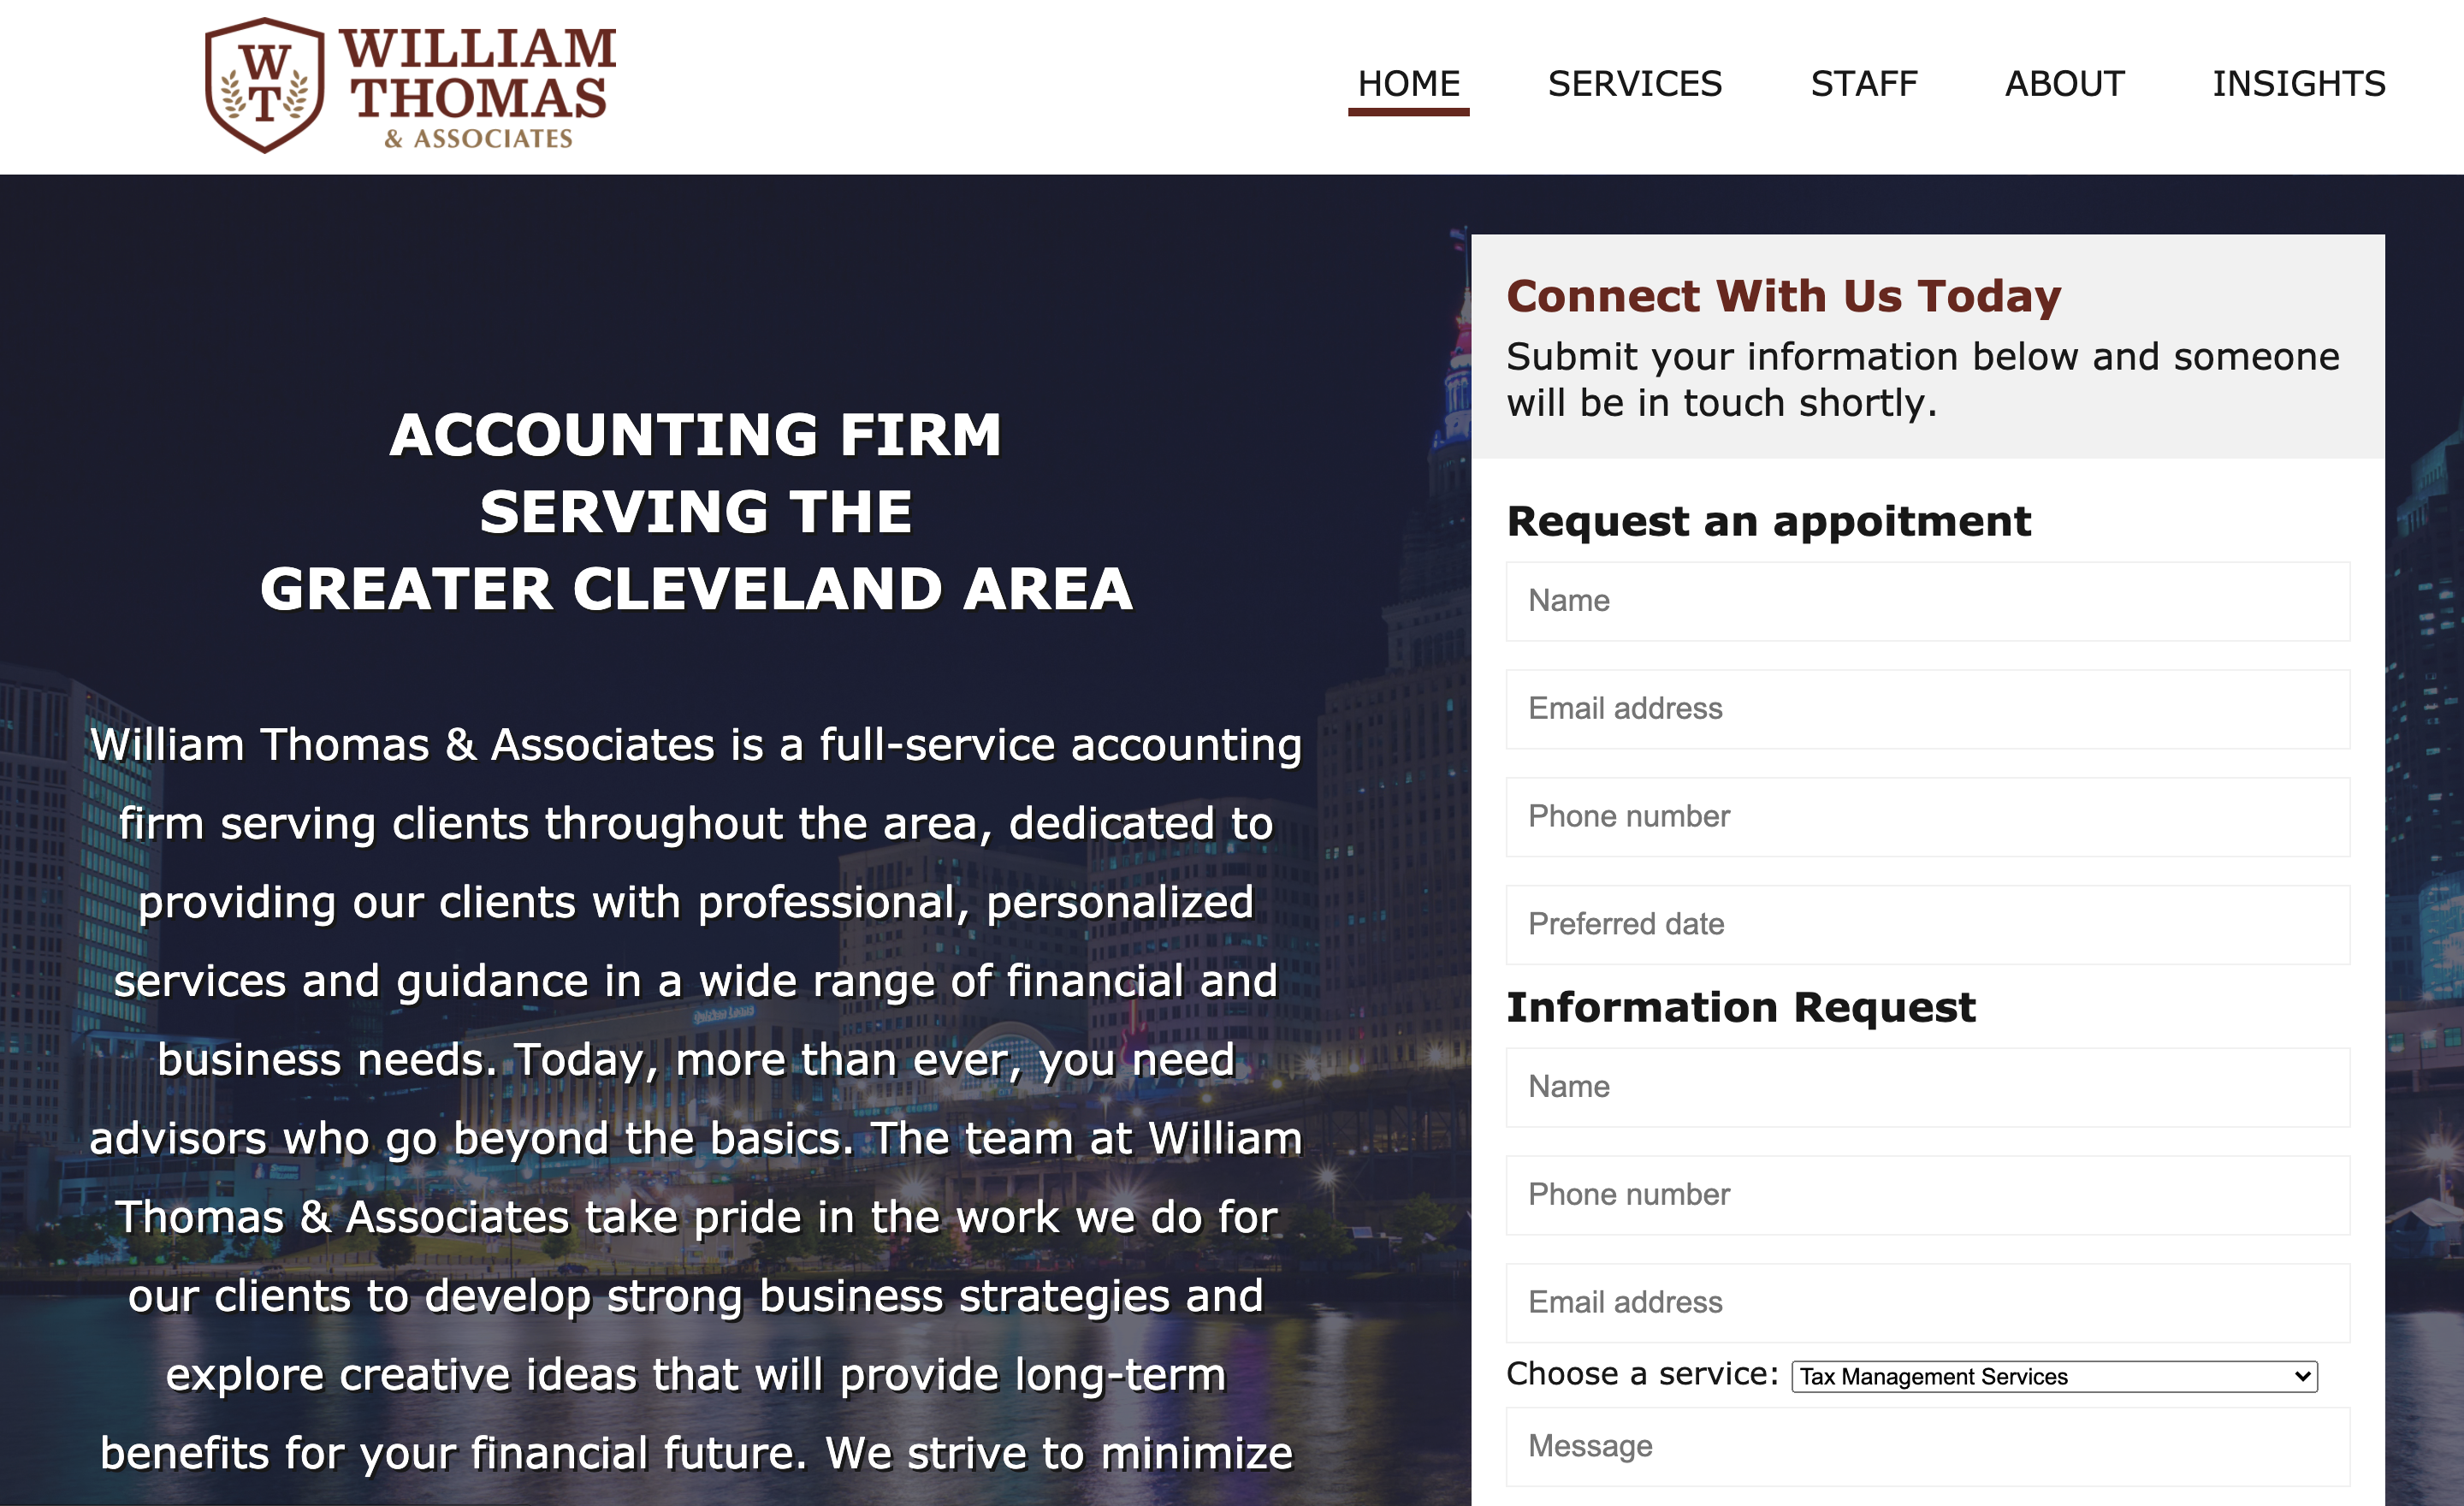 WT
WILLIAM
THOMAS
& ASSOCIATES
HOME
SERVICES
STAFF
ABOUT
INSIGHTS
ACCOUNTING FIRM
SERVING THE
GREATER CLEVELAND AREA
William Thomas & Associates is a full-service accounting
firm serving clients throughout the area, dedicated to
providing our clients with professional, personalized
services and guidance in a wide range of financial and
business needs. Today, more than ever, you need
advisors who go beyond the basics. The team at William
Thomas & Associates take pride in the work we do for
our clients to develop strong business strategies and
explore creative ideas that will provide long-term
benefits for your financial future. We strive to minimize
Connect With Us Today
Submit your information below and someone
will be in touch shortly.
Request an appoitment
Name
Email address
Phone number
Preferred date
Information Request
Name
Phone number
Email address
Choose a service: Tax Management Services
Message